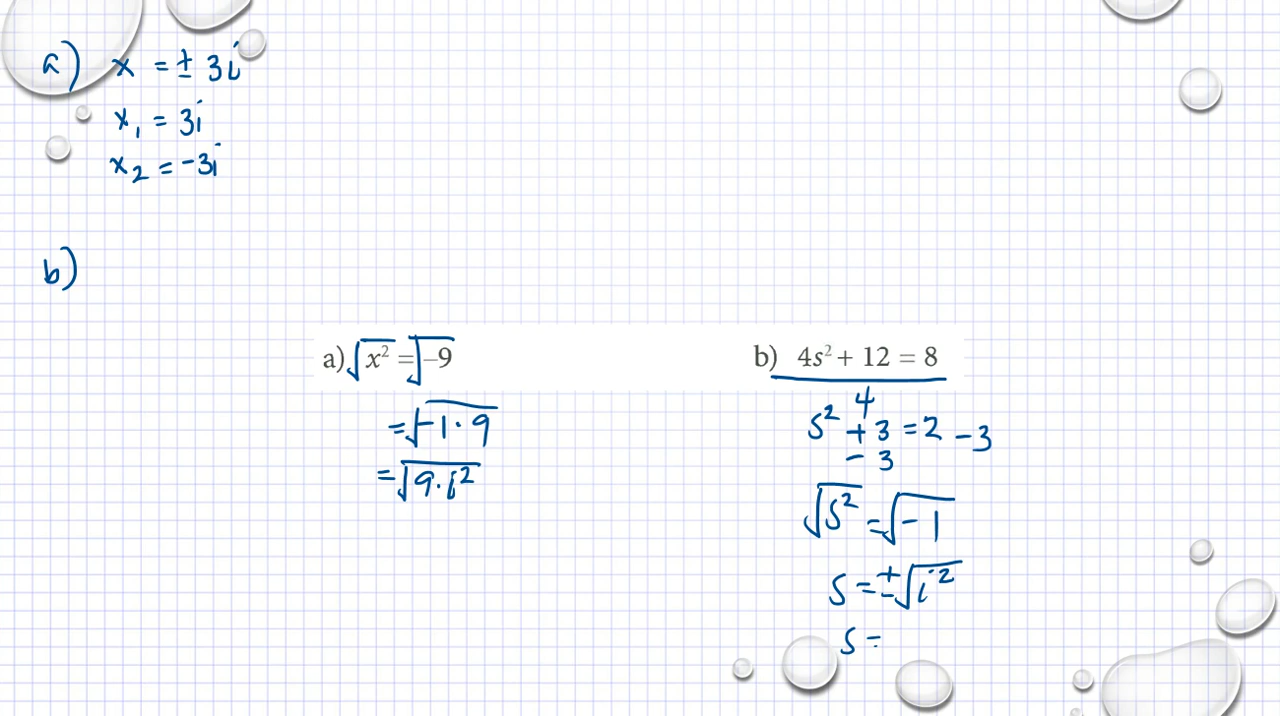 a) x = ± 3i
x₁ = 3i
x₂ = -3i
b)
a) √x² = √-9
= √-1 · 9
= √9 · i²
b) 4s² + 12 = 8
4
s² + 3 = 2 - 3
- 3
√s² = √-1
s = ±√i²
s =